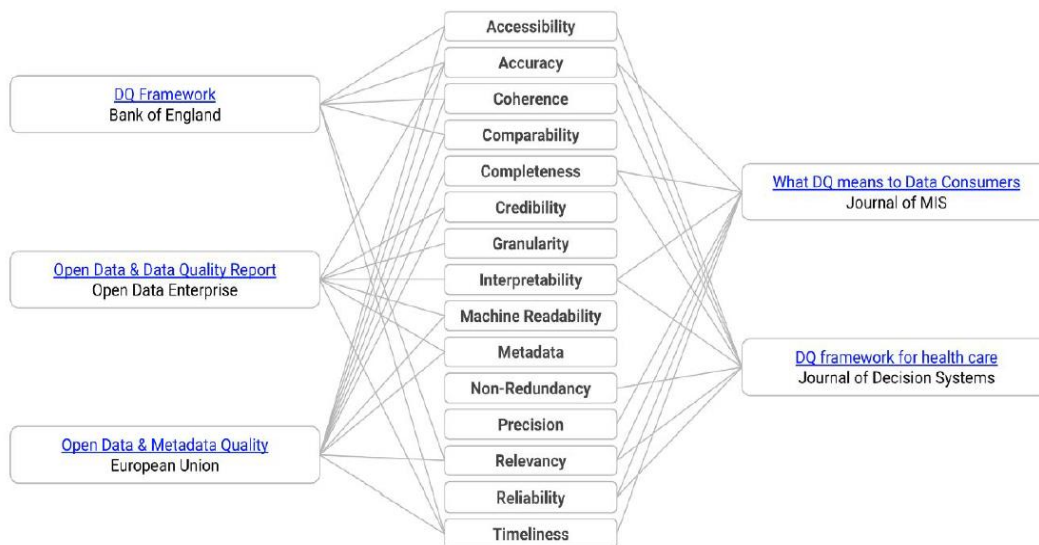 DQ Framework
Bank of England
Open Data & Data Quality Report
Open Data Enterprise
Open Data & Metadata Quality
European Union
Accessibility
Accuracy
Coherence
Comparability
Completeness
Credibility
Granularity
Interpretability
Machine Readability
Metadata
Non-Redundancy
Precision
Relevancy
Reliability
Timeliness
What DQ means to Data Consumers
Journal of MIS
DQ framework for health care
Journal of Decision Systems